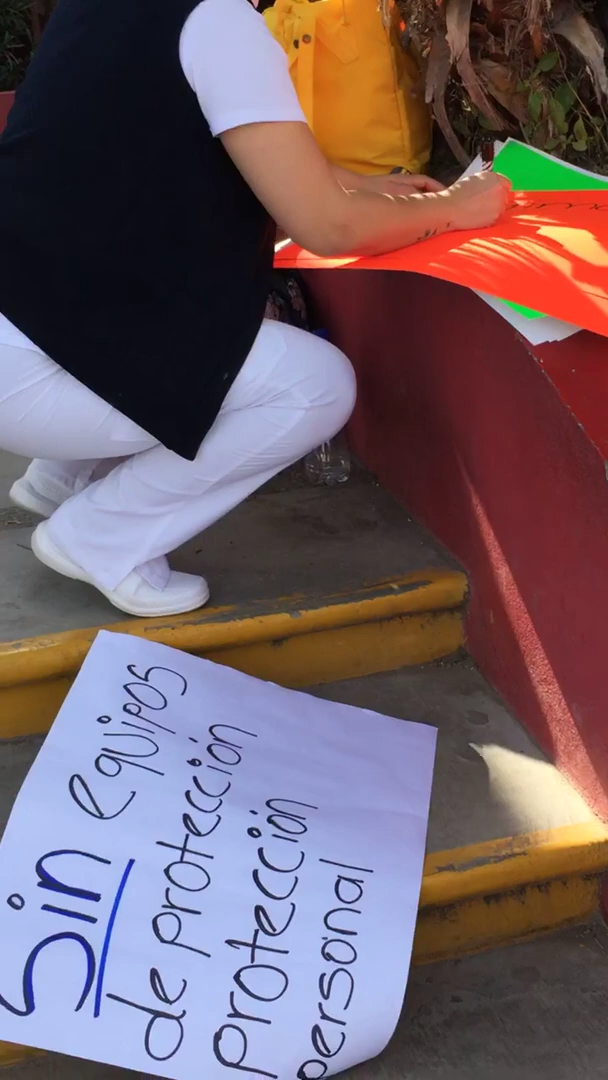 Sin equipos
de protección
protección
personal